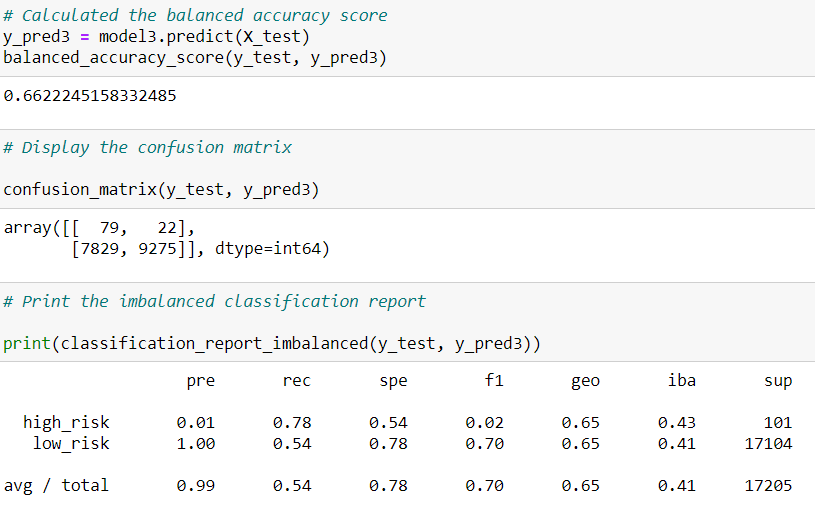 # Calculated the balanced accuracy score
y_pred3 = model3.predict(X_test)
balanced_accuracy_score(y_test, y_pred3)
0.6622245158332485
# Display the confusion matrix
confusion_matrix(y_test, y_pred3)
array([[  79,   22],
       [7829, 9275]], dtype=int64)
# Print the imbalanced classification report
print(classification_report_imbalanced(y_test, y_pred3))
                   pre       rec       spe        f1       geo       iba       sup
  high_risk       0.01      0.78      0.54      0.02      0.65      0.43       101
   low_risk       1.00      0.54      0.78      0.70      0.65      0.41     17104
avg / total       0.99      0.54      0.78      0.70      0.65      0.41     17205